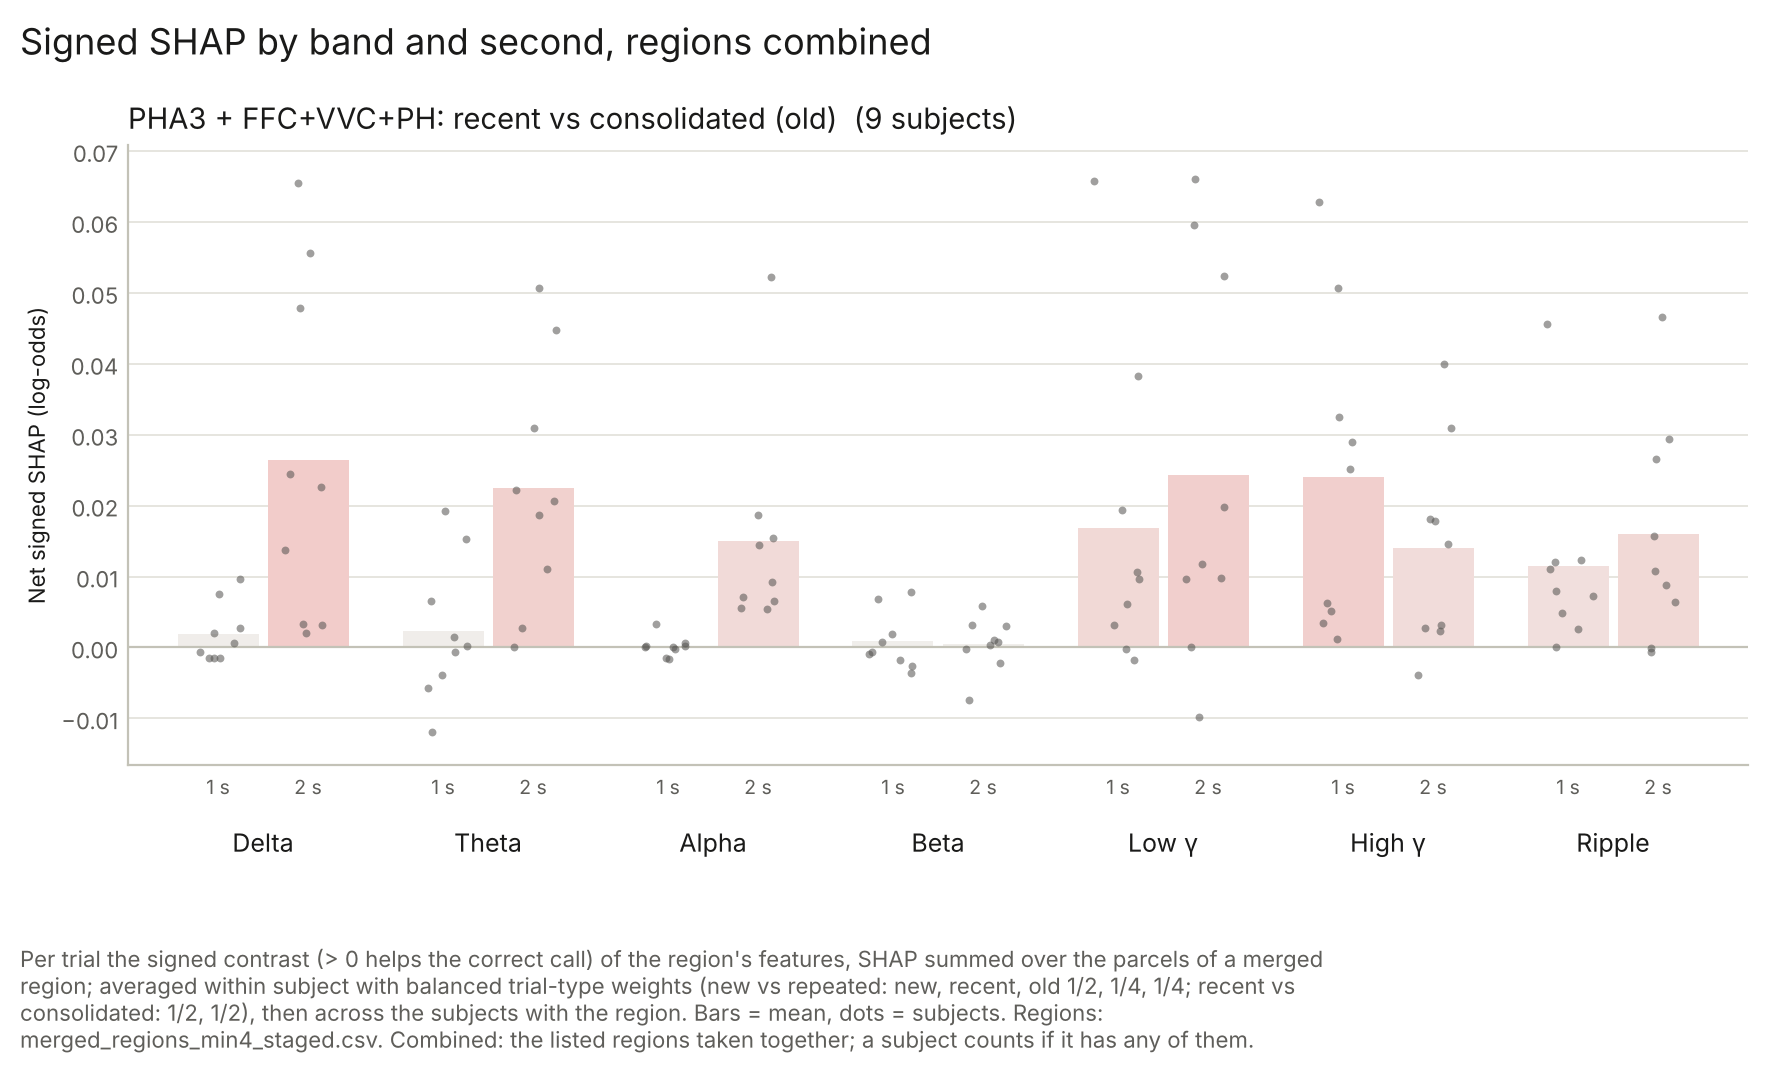 Signed SHAP by band and second, regions combined
PHA3 + FFC+VVC+PH: recent vs consolidated (old) (9 subjects)
Net signed SHAP (log-odds)
0.07
0.06
0.05
0.04
0.03
0.02
0.01
0.00
−0.01
1 s 2 s 1 s 2 s 1 s 2 s 1 s 2 s 1 s 2 s 1 s 2 s 1 s 2 s
Delta Theta Alpha Beta Low γ High γ Ripple
Per trial the signed contrast (> 0 helps the correct call) of the region's features, SHAP summed over the parcels of a merged
region; averaged within subject with balanced trial-type weights (new vs repeated: new, recent, old 1/2, 1/4, 1/4; recent vs
consolidated: 1/2, 1/2), then across the subjects with the region. Bars = mean, dots = subjects. Regions:
merged_regions_min4_staged.csv. Combined: the listed regions taken together; a subject counts if it has any of them.